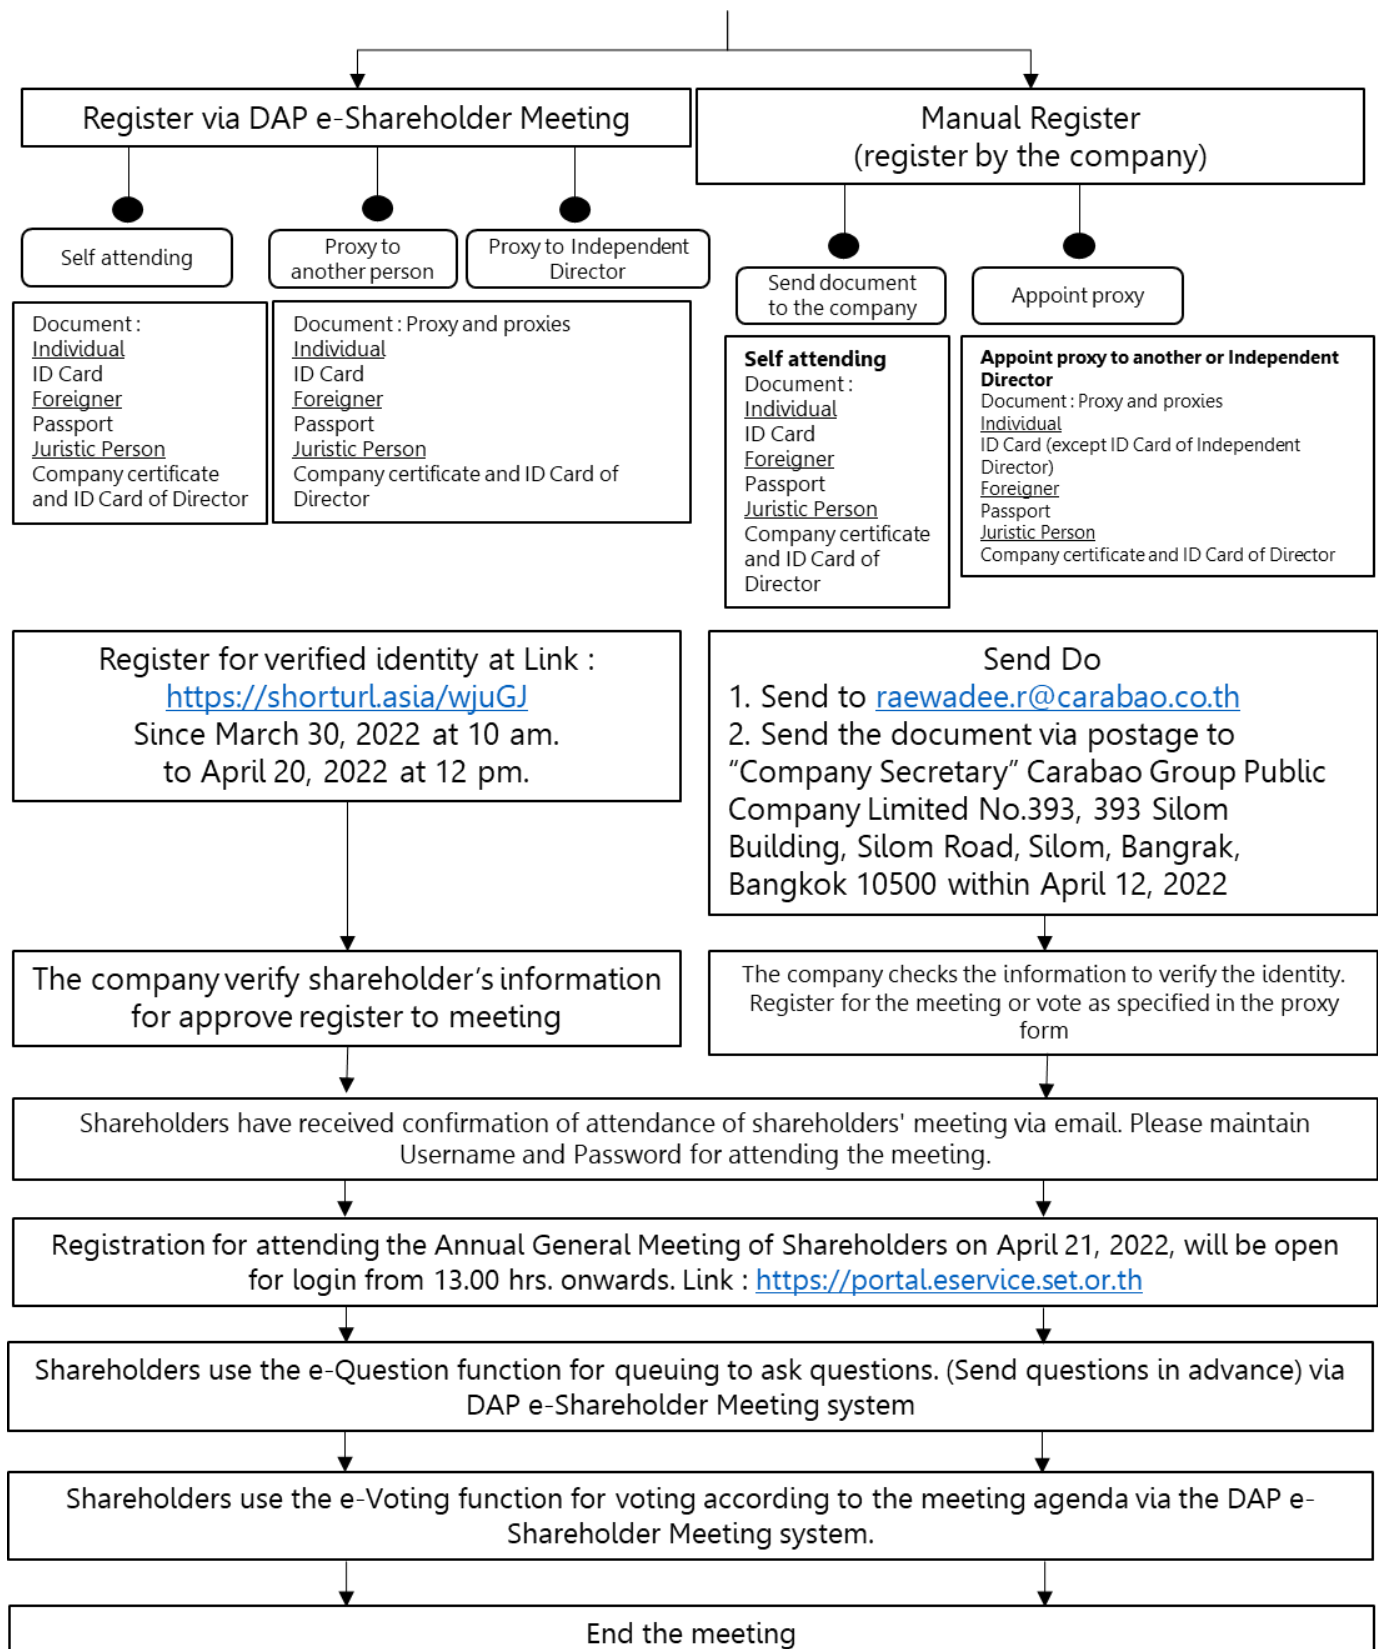 Register via DAP e-Shareholder Meeting
Manual Register
(register by the company)
Self attending
Proxy to
another person
Proxy to Independent
Director
Send document
to the company
Appoint proxy
Document :
Individual
ID Card
Foreigner
Passport
Juristic Person
Company certificate
and ID Card of Director
Document : Proxy and proxies
Individual
ID Card
Foreigner
Passport
Juristic Person
Company certificate and ID Card of
Director
Self attending
Document :
Individual
ID Card
Foreigner
Passport
Juristic Person
Company certificate
and ID Card of
Director
Appoint proxy to another or Independent
Director
Document : Proxy and proxies
Individual
ID Card (except ID Card of Independent
Director)
Foreigner
Passport
Juristic Person
Company certificate and ID Card of Director
Register for verified identity at Link :
https://shorturl.asia/wjuGJ
Since March 30, 2022 at 10 am.
to April 20, 2022 at 12 pm.
Send Do
1. Send to raewadee.r@carabao.co.th
2. Send the document via postage to
“Company Secretary” Carabao Group Public
Company Limited No.393, 393 Silom
Building, Silom Road, Silom, Bangrak,
Bangkok 10500 within April 12, 2022
The company verify shareholder’s information
for approve register to meeting
The company checks the information to verify the identity.
Register for the meeting or vote as specified in the proxy
form
Shareholders have received confirmation of attendance of shareholders' meeting via email. Please maintain
Username and Password for attending the meeting.
Registration for attending the Annual General Meeting of Shareholders on April 21, 2022, will be open
for login from 13.00 hrs. onwards. Link : https://portal.eservice.set.or.th
Shareholders use the e-Question function for queuing to ask questions. (Send questions in advance) via
DAP e-Shareholder Meeting system
Shareholders use the e-Voting function for voting according to the meeting agenda via the DAP e-
Shareholder Meeting system.
End the meeting